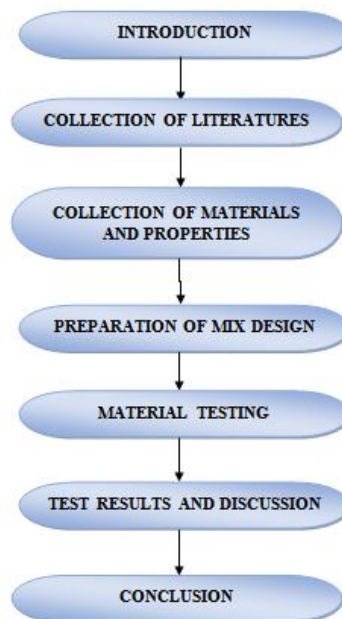 INTRODUCTION
COLLECTION OF LITERATURES
COLLECTION OF MATERIALS
AND PROPERTIES
PREPARATION OF MIX DESIGN
MATERIAL TESTING
TEST RESULTS AND DISCUSSION
CONCLUSION